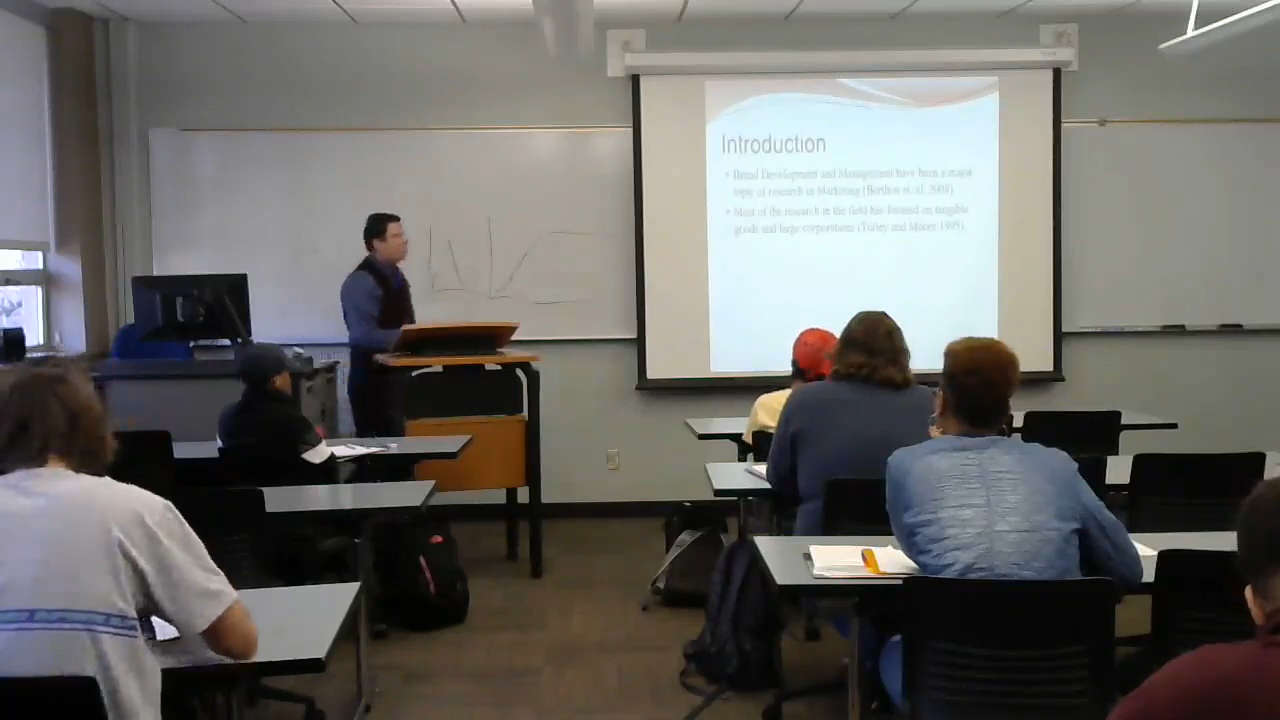 Introduction
• Brand Development and Management have been a major
topic of research in Marketing (Berthon et. al. 2008)
• Most of the research in the field has focused on tangible
goods and large corporations (Turley and Moore 1995)